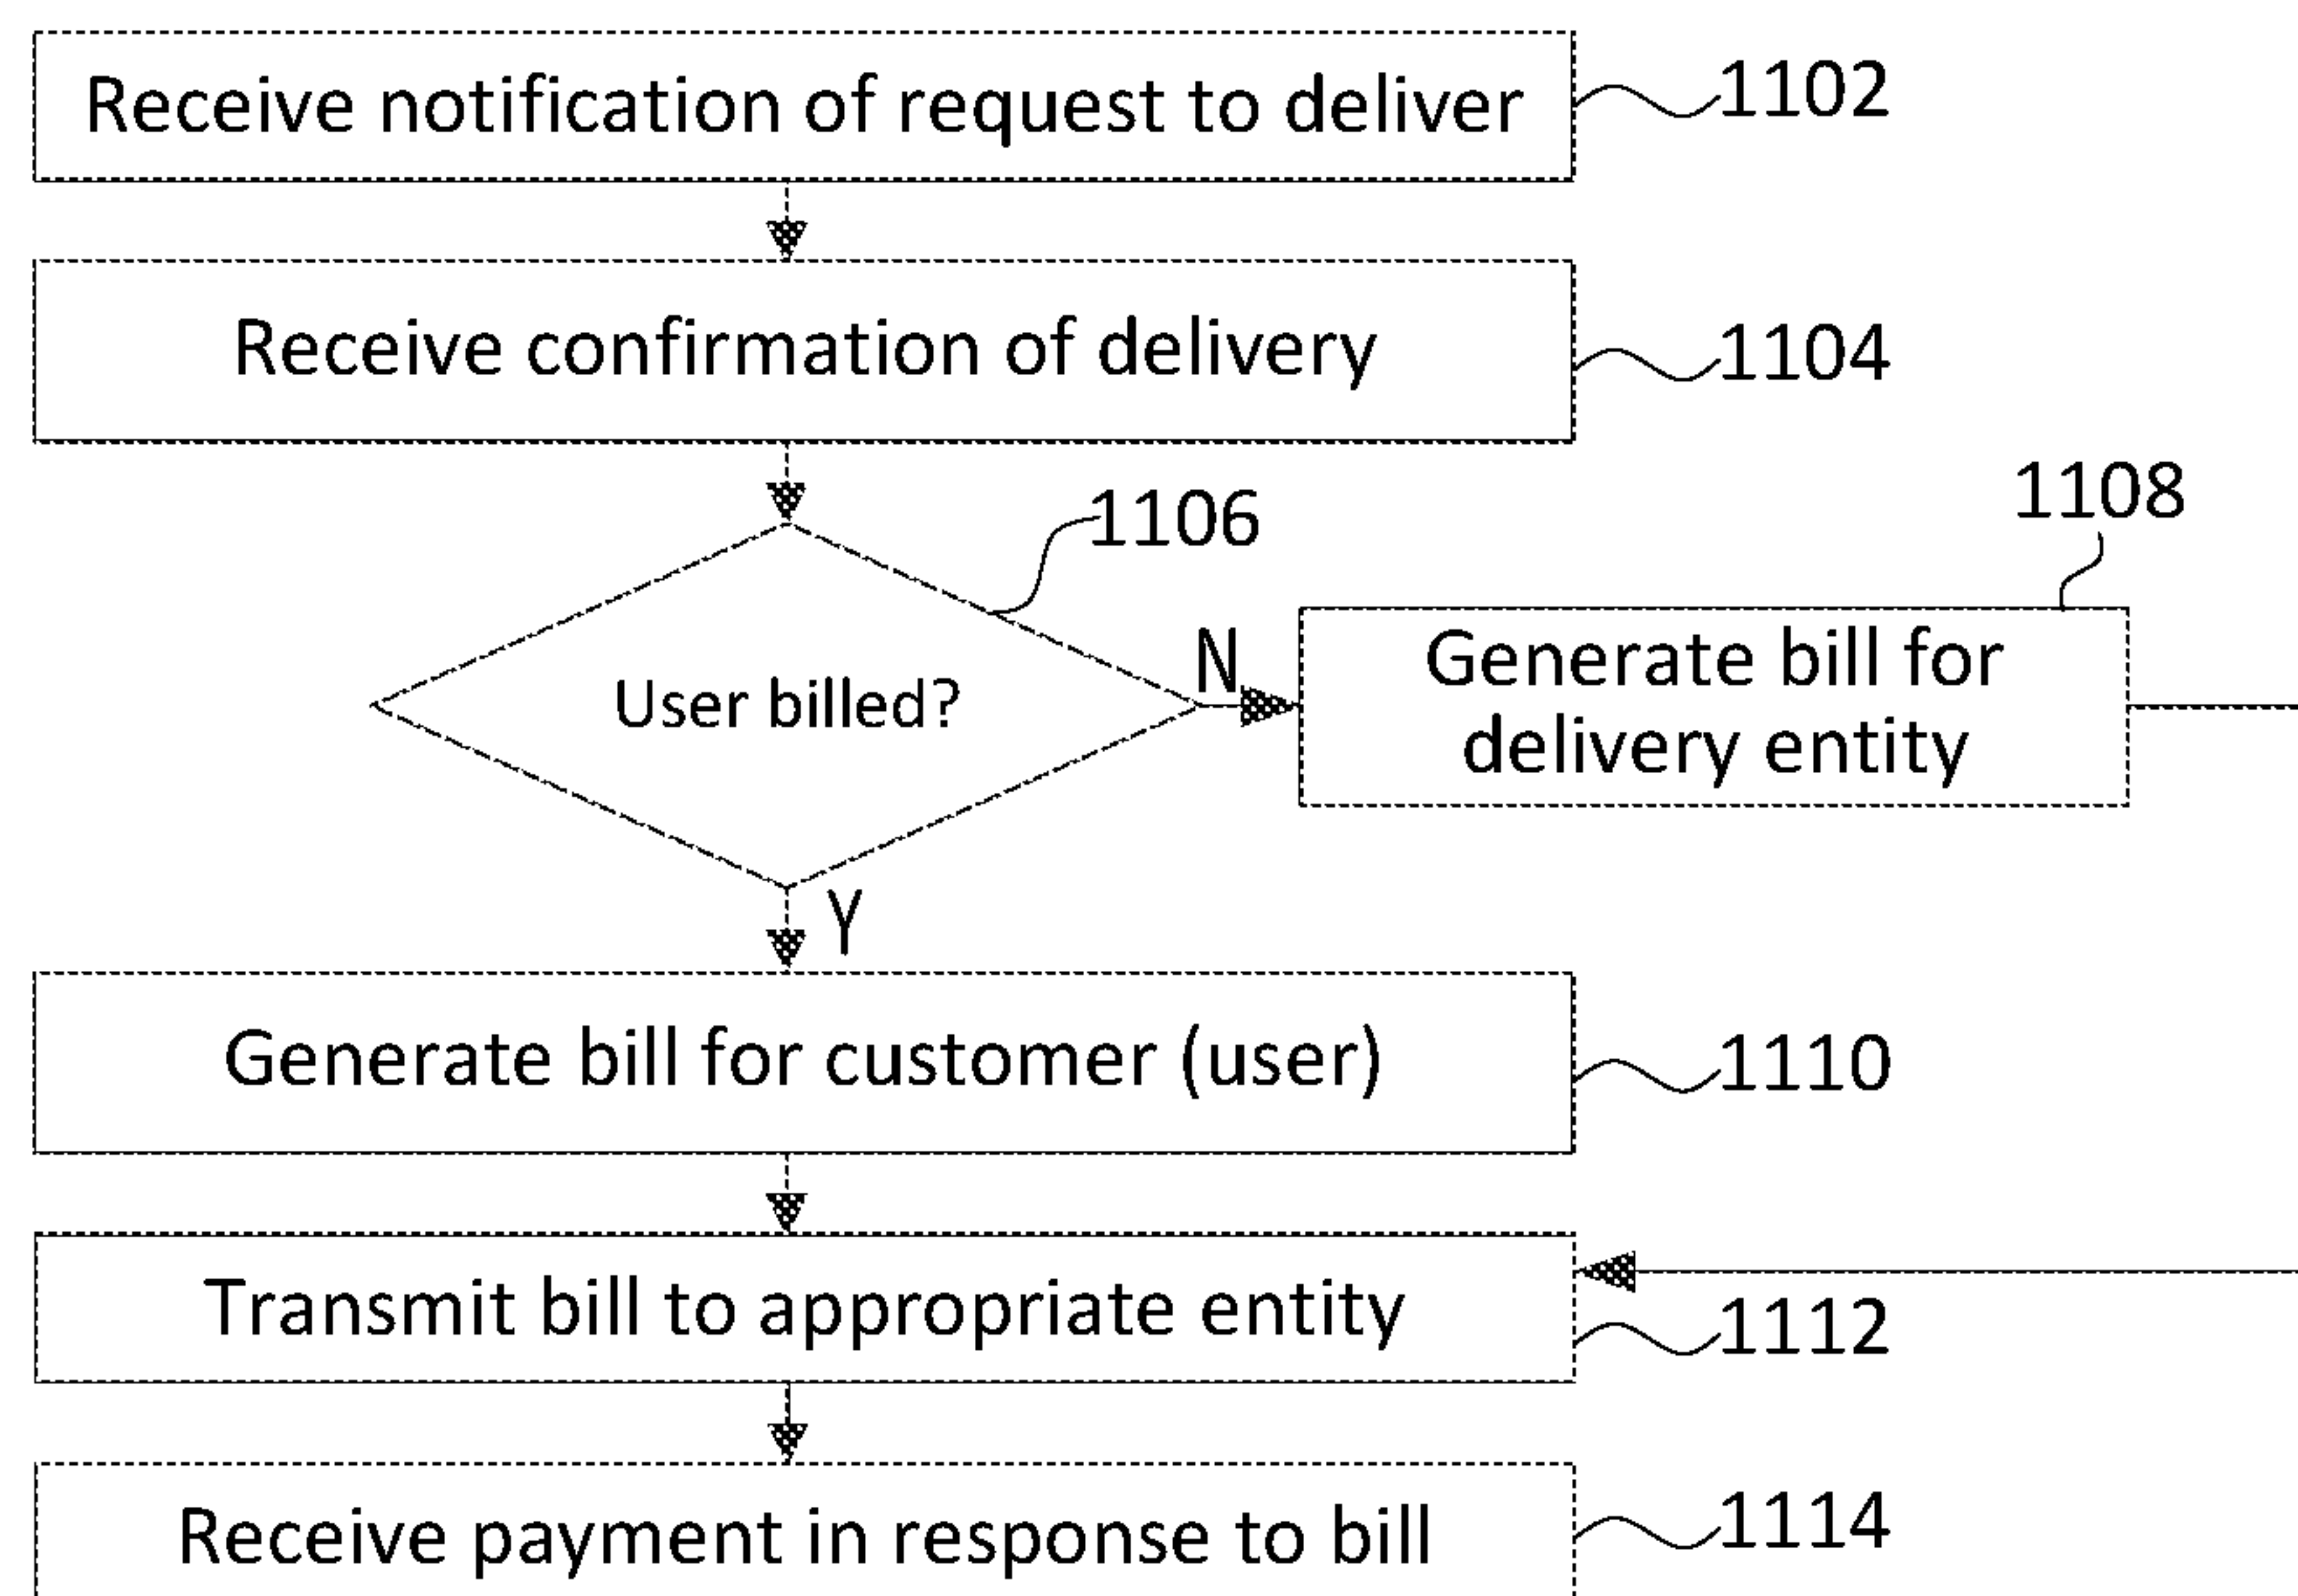 Receive notification of request to deliver
1102
Receive confirmation of delivery
1104
1106
1108
User billed?
N
Generate bill for
delivery entity
Y
Generate bill for customer (user)
1110
Transmit bill to appropriate entity
1112
Receive payment in response to bill
1114